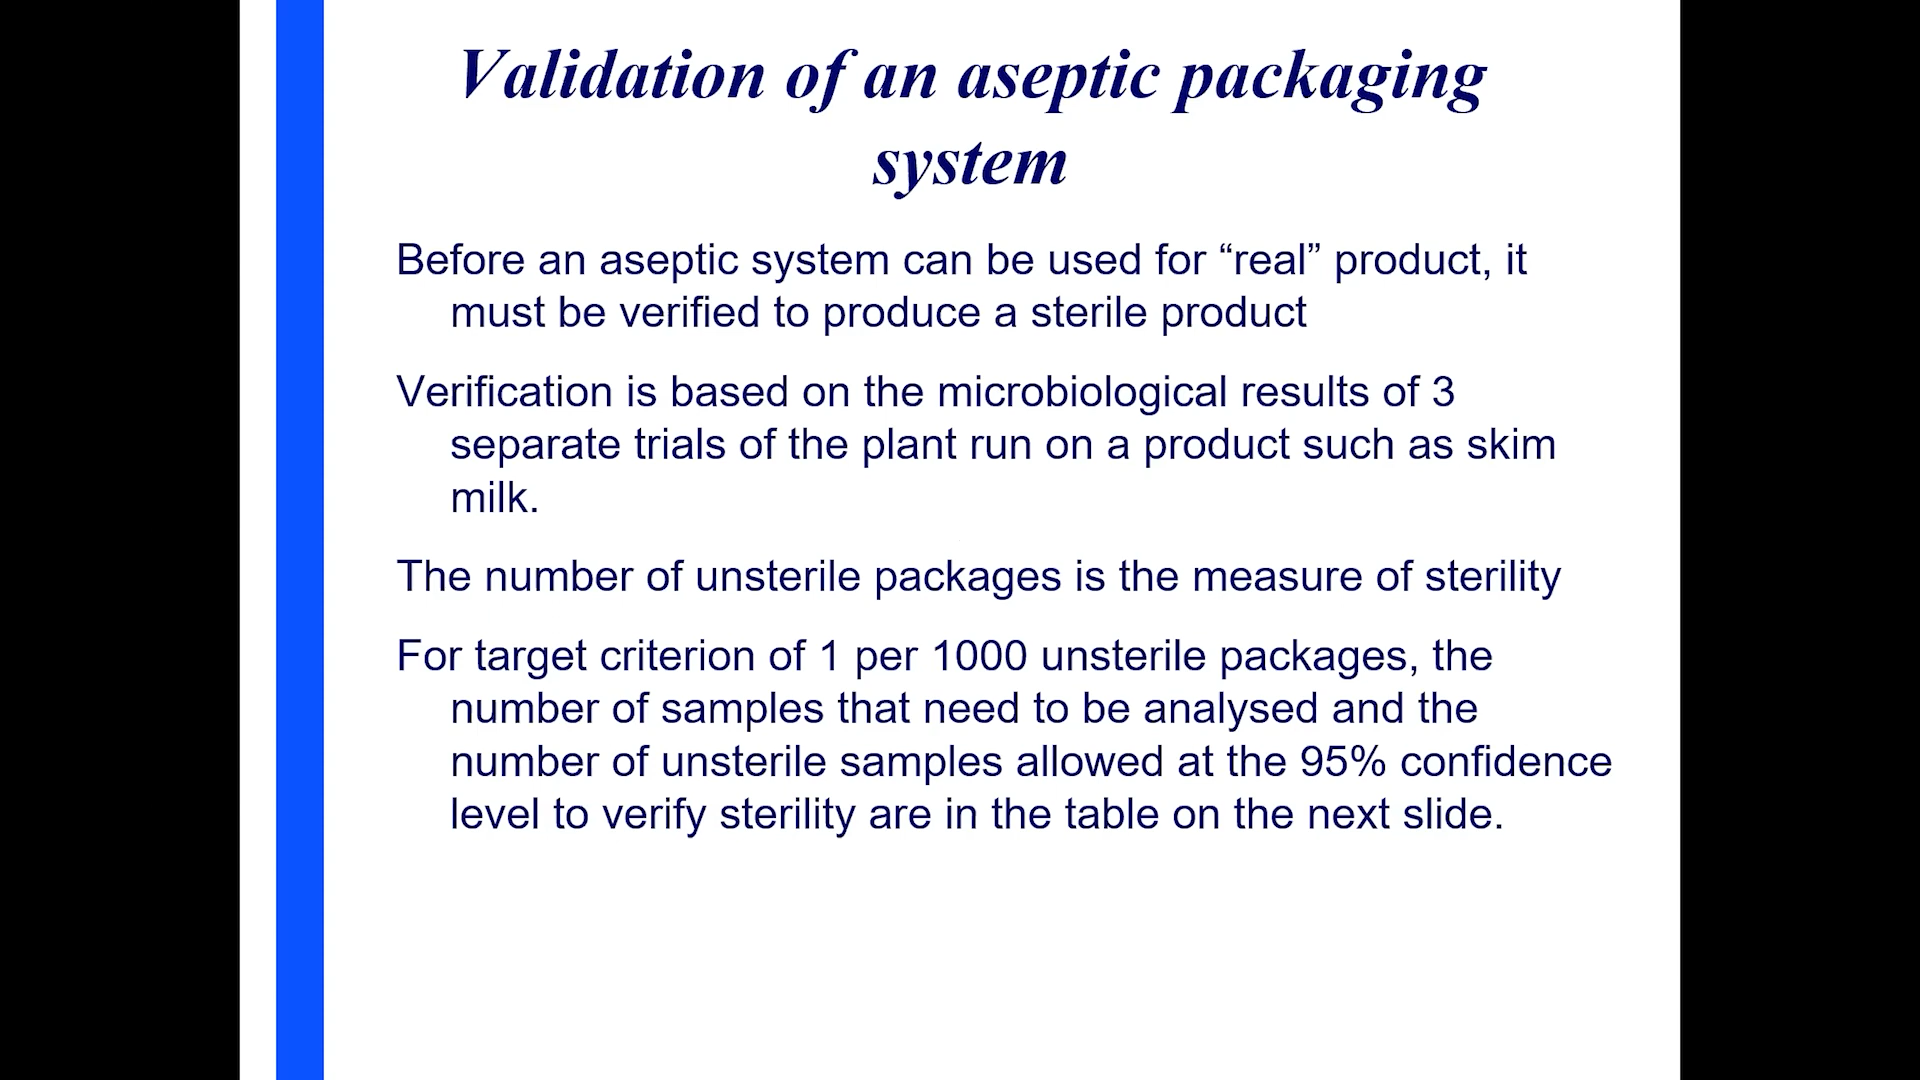 Validation of an aseptic packaging
system
Before an aseptic system can be used for “real” product, it
must be verified to produce a sterile product
Verification is based on the microbiological results of 3
separate trials of the plant run on a product such as skim
milk.
The number of unsterile packages is the measure of sterility
For target criterion of 1 per 1000 unsterile packages, the
number of samples that need to be analysed and the
number of unsterile samples allowed at the 95% confidence
level to verify sterility are in the table on the next slide.